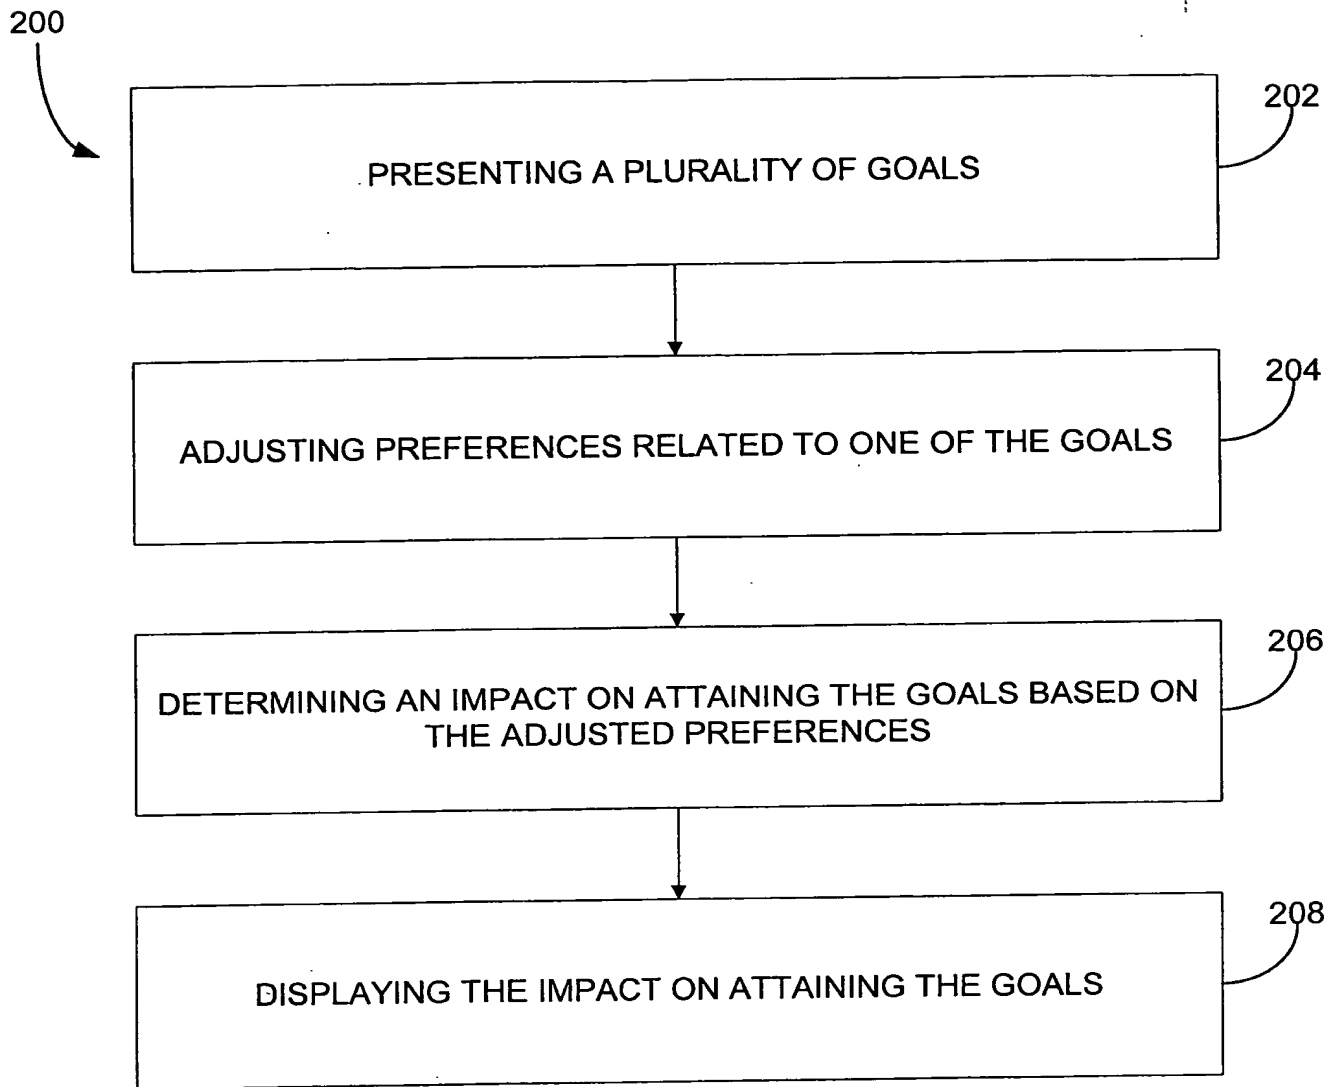 200
202
PRESENTING A PLURALITY OF GOALS
204
ADJUSTING PREFERENCES RELATED TO ONE OF THE GOALS
206
DETERMINING AN IMPACT ON ATTAINING THE GOALS BASED ON
THE ADJUSTED PREFERENCES
208
DISPLAYING THE IMPACT ON ATTAINING THE GOALS